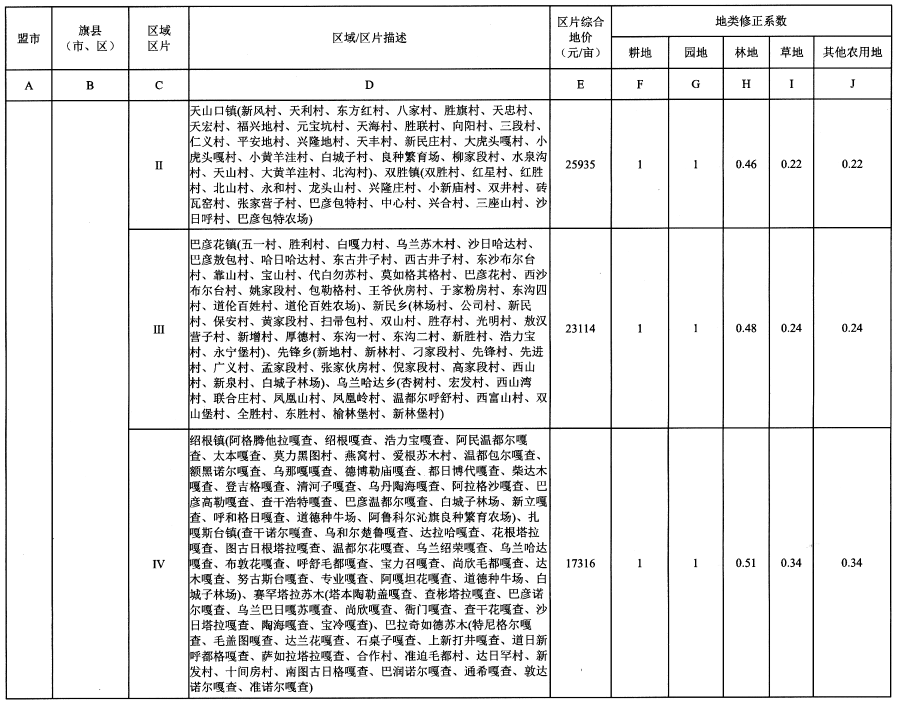 盟市
旗县
（市、区）
区域
区片
区域/区片描述
区片综合
地价
（元/亩）
地类修正系数
耕地
园地
林地
草地
其他农用地
A
B
C
D
E
F
G
H
I
J
II
天山口镇(新风村、天利村、东方红村、八家村、胜旗村、天忠村、
天宏村、福兴地村、元宝坑村、天海村、胜联村、向阳村、三段村、
仁义村、平安地村、兴隆地村、天丰村、新民庄村、大虎头嘎村、小
虎头嘎村、小黄羊洼村、白城子村、良种繁育场、柳家段村、水泉沟
村、天山村、大黄羊洼村、北沟村)、双胜镇(双胜村、红星村、红胜
村、北山村、永和村、龙头山村、兴隆庄村、小新庙村、双井村、砖
瓦窑村、张家营子村、巴彦包特村、中心村、兴合村、三座山村、沙
日呼村、巴彦包特农场)
25935
1
1
0.46
0.22
0.22
III
巴彦花镇(五一村、胜利村、白嘎力村、乌兰苏木村、沙日哈达村、
巴彦敖包村、哈日哈达村、东古井子村、西古井子村、东沙布尔台
村、靠山村、宝山村、代白勿苏村、莫如格其格村、巴彦花村、西沙
布尔台村、姚家段村、包勒格村、王爷伙房村、于家粉房村、东沟四
村、道伦百姓村、道伦百姓农场)、新民乡(林场村、公司村、新民
村、保安村、黄家段村、扫帚包村、双山村、胜存村、光明村、敖汉
营子村、新增村、厚德村、东沟一村、东沟二村、新胜村、浩力宝
村、永宁堡村)、先锋乡(新地村、新林村、刁家段村、先锋村、先进
村、广义村、孟家段村、张家伙房村、倪家段村、高家段村、西山
村、新泉村、白城子林场)、乌兰哈达乡(杏树村、宏发村、西山湾
村、联合庄村、凤凰山村、凤凰岭村、温都尔呼舒村、西富山村、双
山堡村、全胜村、东胜村、榆林堡村、新林堡村)
23114
1
1
0.48
0.24
0.24
IV
绍根镇(阿格腾他拉嘎查、绍根嘎查、浩力宝嘎查、阿民温都尔嘎
查、太本嘎查、莫力黑图村、燕窝村、爱根苏木村、温都包尔嘎查、
额黑诺尔嘎查、乌那嘎嘎查、德博勒庙嘎查、都日博代嘎查、柴达木
嘎查、登吉格嘎查、清河子嘎查、乌丹陶海嘎查、阿拉格沙嘎查、巴
彦高勒嘎查、查干浩特嘎查、巴彦温都尔嘎查、白城子林场、新立嘎
查、呼和格日嘎查、道德种牛场、阿鲁科尔沁旗良种繁育农场)、扎
嘎斯台镇(查干诺尔嘎查、乌和尔楚鲁嘎查、达拉哈嘎查、花根塔拉
嘎查、图古日根塔拉嘎查、温都尔花嘎查、乌兰绍荣嘎查、乌兰哈达
嘎查、布敦花嘎查、呼舒毛都嘎查、宝力召嘎查、尚欣毛都嘎查、达
木嘎查、努古斯台嘎查、专业嘎查、阿嘎坦花嘎查、道德种牛场、白
城子林场)、赛罕塔拉苏木(塔本陶勒盖嘎查、查彬塔拉嘎查、巴彦诺
尔嘎查、乌兰巴日嘎苏嘎查、尚欣嘎查、衙门嘎查、查干花嘎查、沙
日塔拉嘎查、陶海嘎查、宝冷嘎查)、巴拉奇如德苏木(特尼格尔嘎
查、毛盖图嘎查、达兰花嘎查、石桌子嘎查、上新打井嘎查、道日新
呼都格嘎查、萨如拉塔拉嘎查、合作村、准迫毛都村、达日罕村、新
发村、十间房村、南图古日格嘎查、巴润诺尔嘎查、通希嘎查、敦达
诺尔嘎查、准诺尔嘎查)
17316
1
1
0.51
0.34
0.34